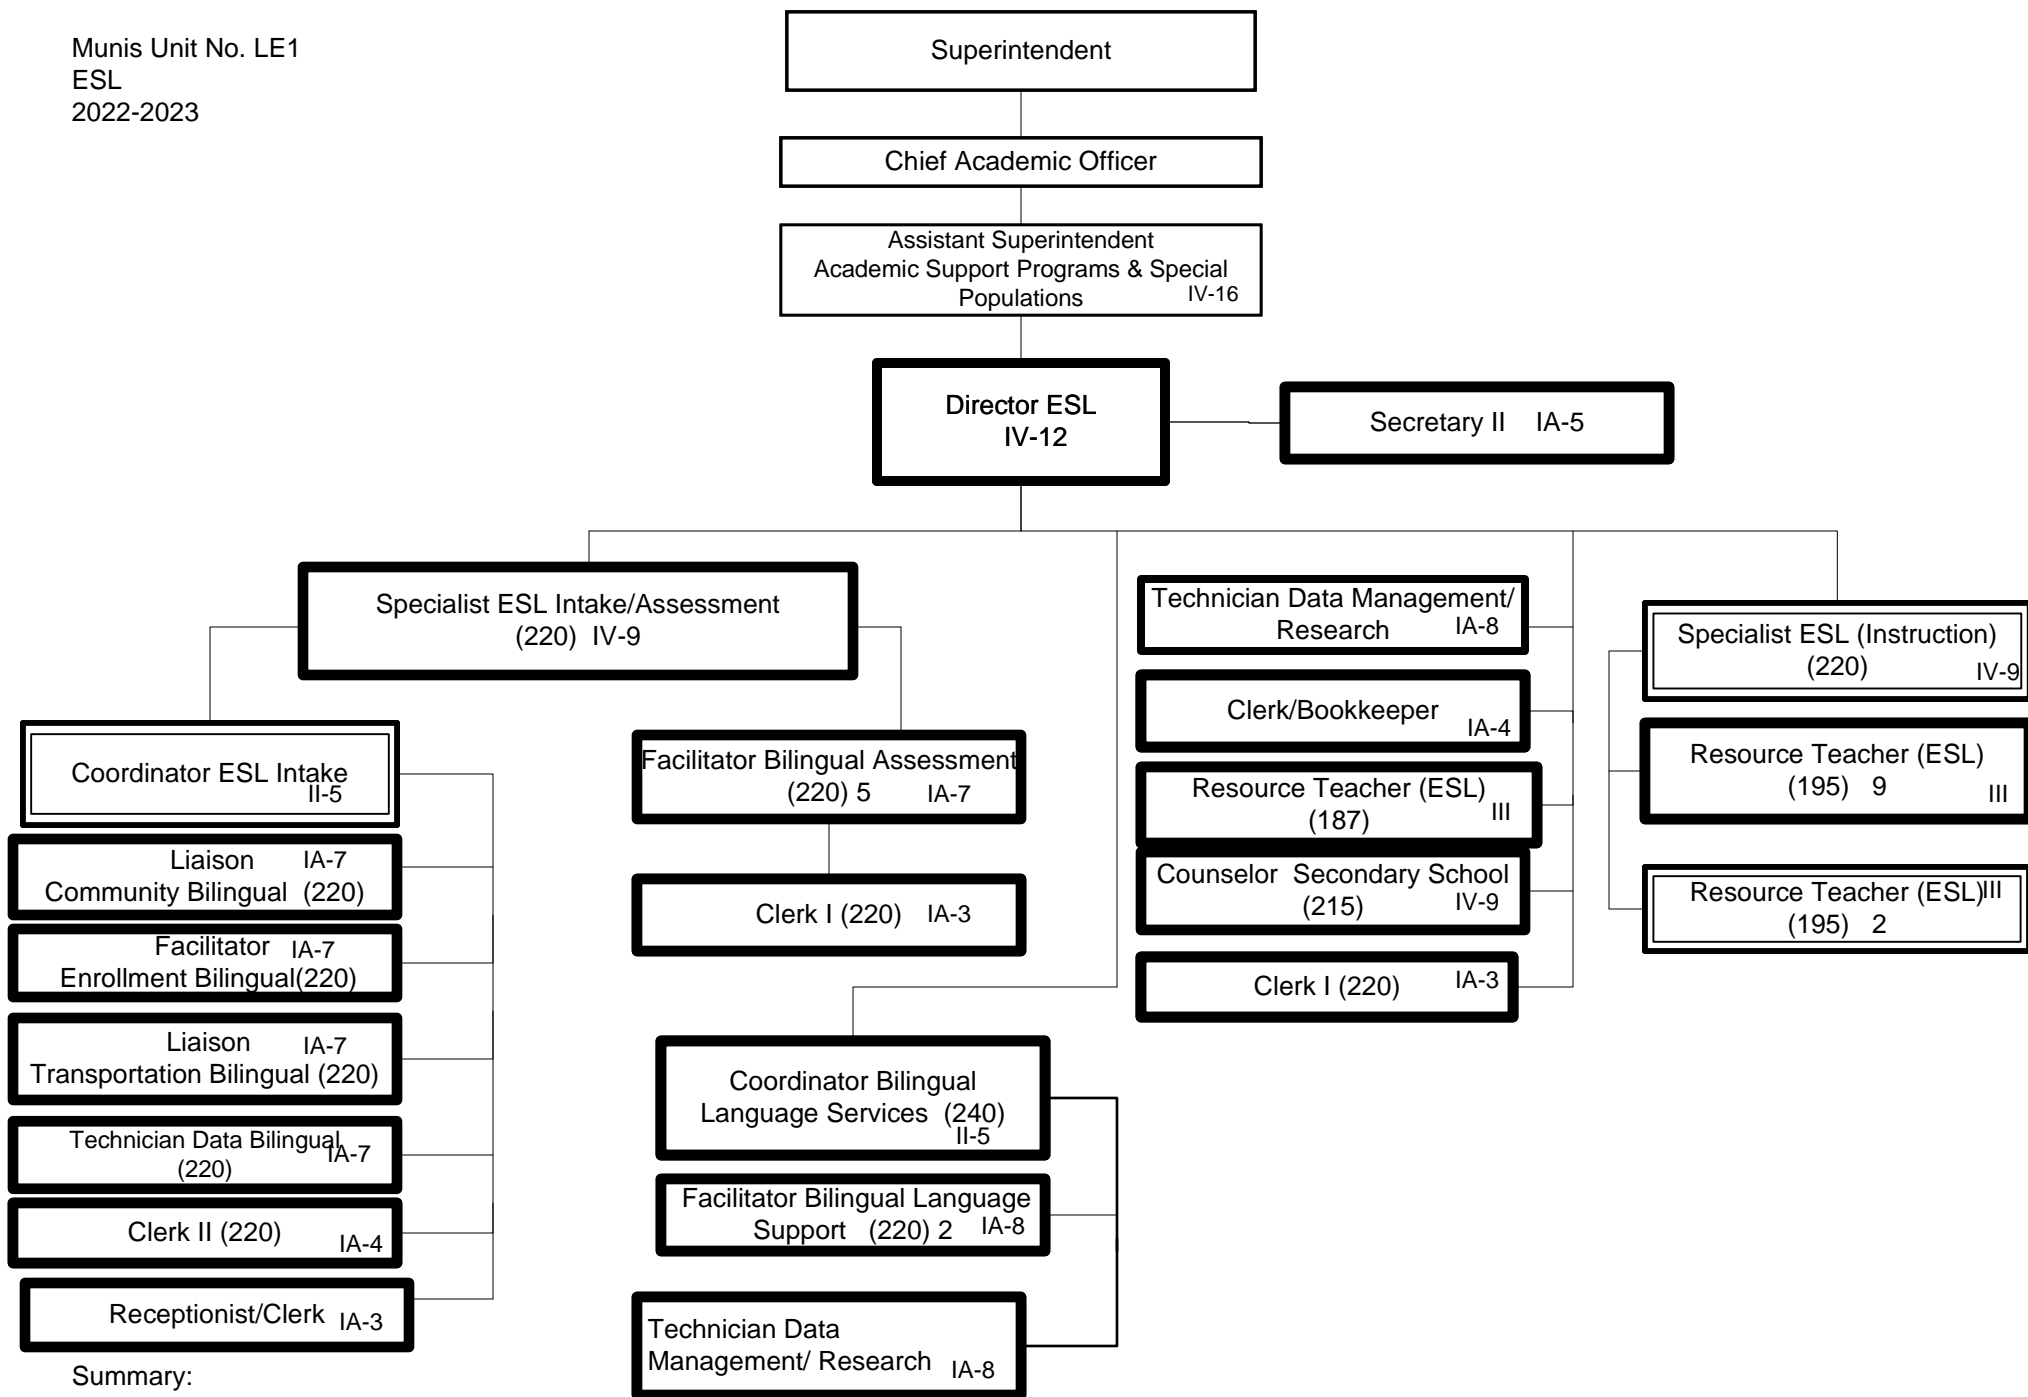 Munis Unit No. LE1
ESL
2022-2023
Superintendent
Chief Academic Officer
Assistant Superintendent
Academic Support Programs & Special
Populations IV-16
Director ESL
IV-12
Secretary II IA-5
Specialist ESL Intake/Assessment
(220) IV-9
Coordinator ESL Intake
II-5
Liaison IA-7
Community Bilingual (220)
Facilitator IA-7
Enrollment Bilingual(220)
Liaison IA-7
Transportation Bilingual (220)
Technician Data Bilingual
(220) IA-7
Clerk II (220) IA-4
Receptionist/Clerk IA-3
Facilitator Bilingual Assessment
(220) 5 IA-7
Clerk I (220) IA-3
Coordinator Bilingual
Language Services (240)
II-5
Facilitator Bilingual Language
Support (220) 2 IA-8
Technician Data
Management/ Research IA-8
Technician Data Management/
Research IA-8
Clerk/Bookkeeper IA-4
Resource Teacher (ESL)
(187) III
Counselor Secondary School
(215) IV-9
Clerk I (220) IA-3
Specialist ESL (Instruction)
(220) IV-9
Resource Teacher (ESL)
(195) 9 III
Resource Teacher (ESL) III
(195) 2
Summary: